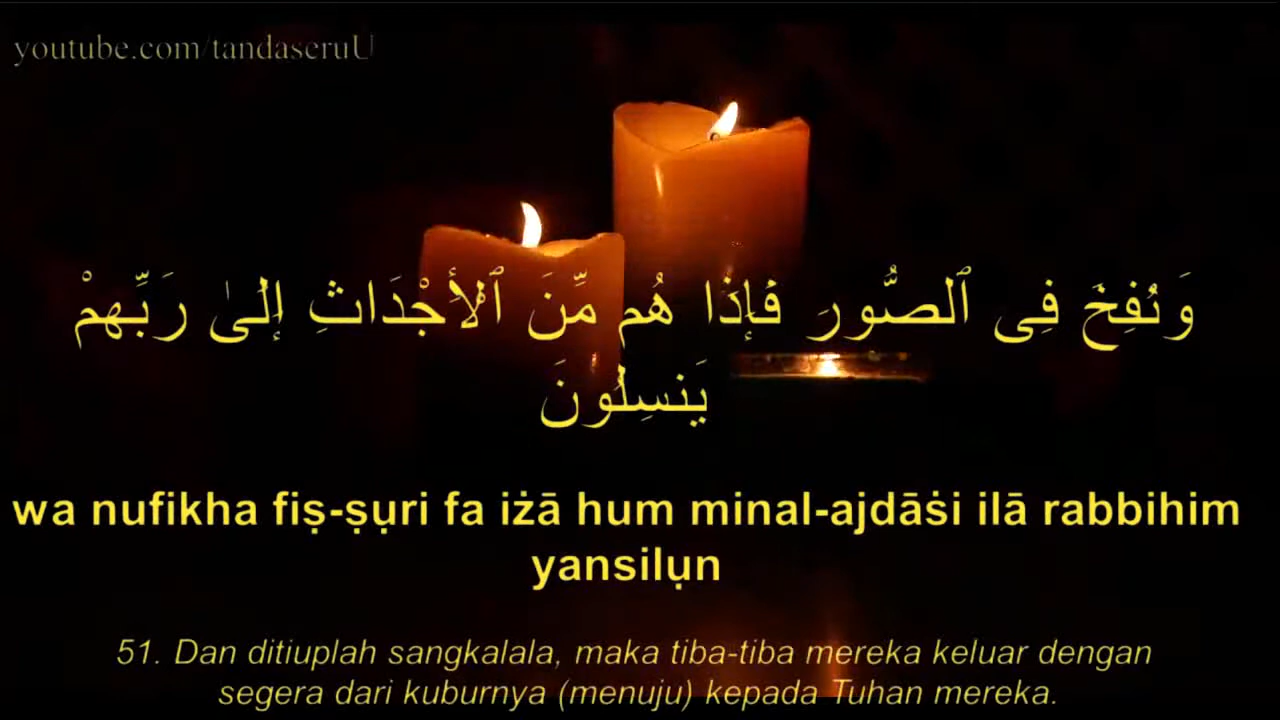 youtube.com/tandaseruU
وَنُفِخَ فِى ٱلصُّورِ فَإِذَا هُم مِّنَ ٱلْأَجْدَاثِ إِلَىٰ رَبِّهِمْ
يَنسِلُونَ
wa nufikha fiṣ-ṣụri fa iżā hum minal-ajdāṡi ilā rabbihim
yansilụn
51. Dan ditiuplah sangkalala, maka tiba-tiba mereka keluar dengan
segera dari kuburnya (menuju) kepada Tuhan mereka.